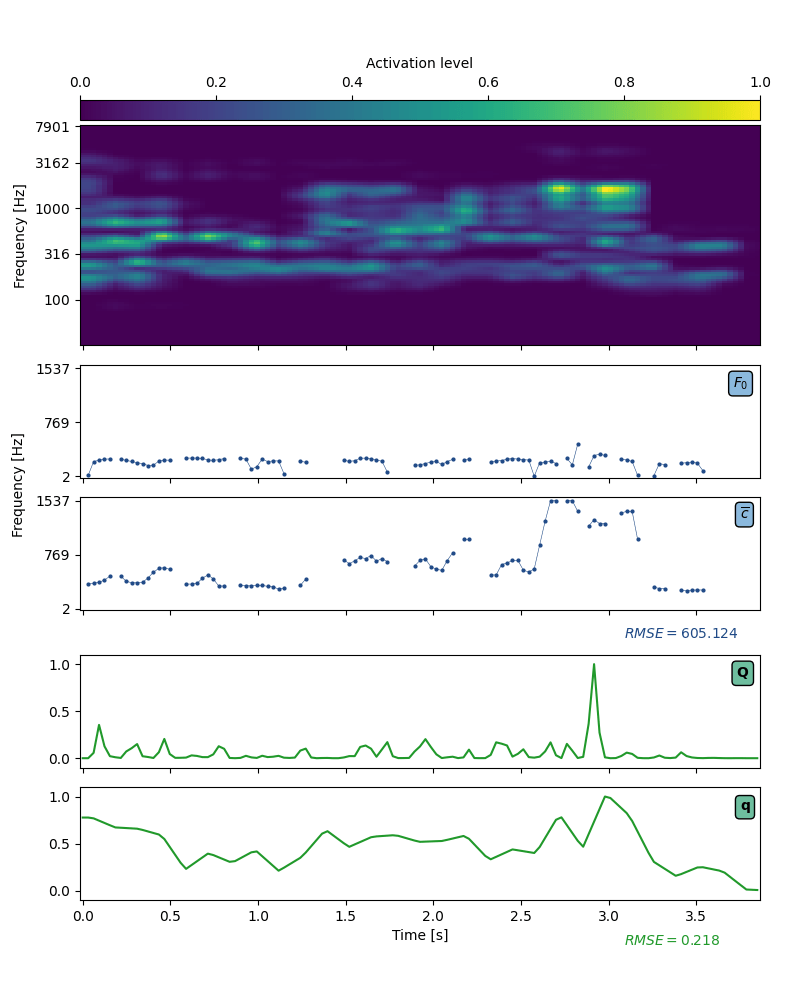 Activation level
0.0 0.2 0.4 0.6 0.8 1.0
7901
3162
1000
316
100
Frequency [Hz]
1537
769
2
F₀
Frequency [Hz]
1537
769
2
c̅
RMSE = 605.124
1.0
0.5
0.0
Q
1.0
0.5
0.0
q
0.0 0.5 1.0 1.5 2.0 2.5 3.0 3.5
Time [s]
RMSE = 0.218